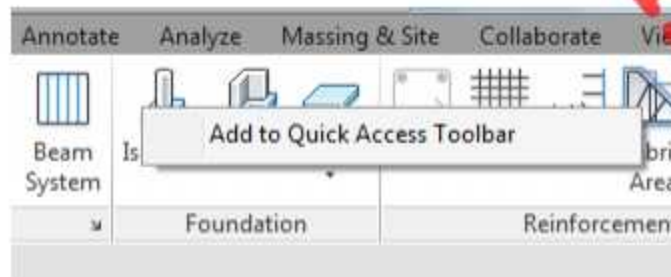 Annotate Analyze Massing & Site Collaborate
Add to Quick Access Toolbar
Beam
System
Foundation